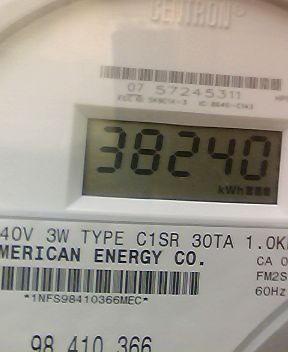 CENTRON®
07 57245311
38240
kWh
40V 3W TYPE C1SR 30TA 1.0K
MERICAN ENERGY CO.
CA 0
FM2S
*1NFS98410366MEC*
60Hz
98 410 366